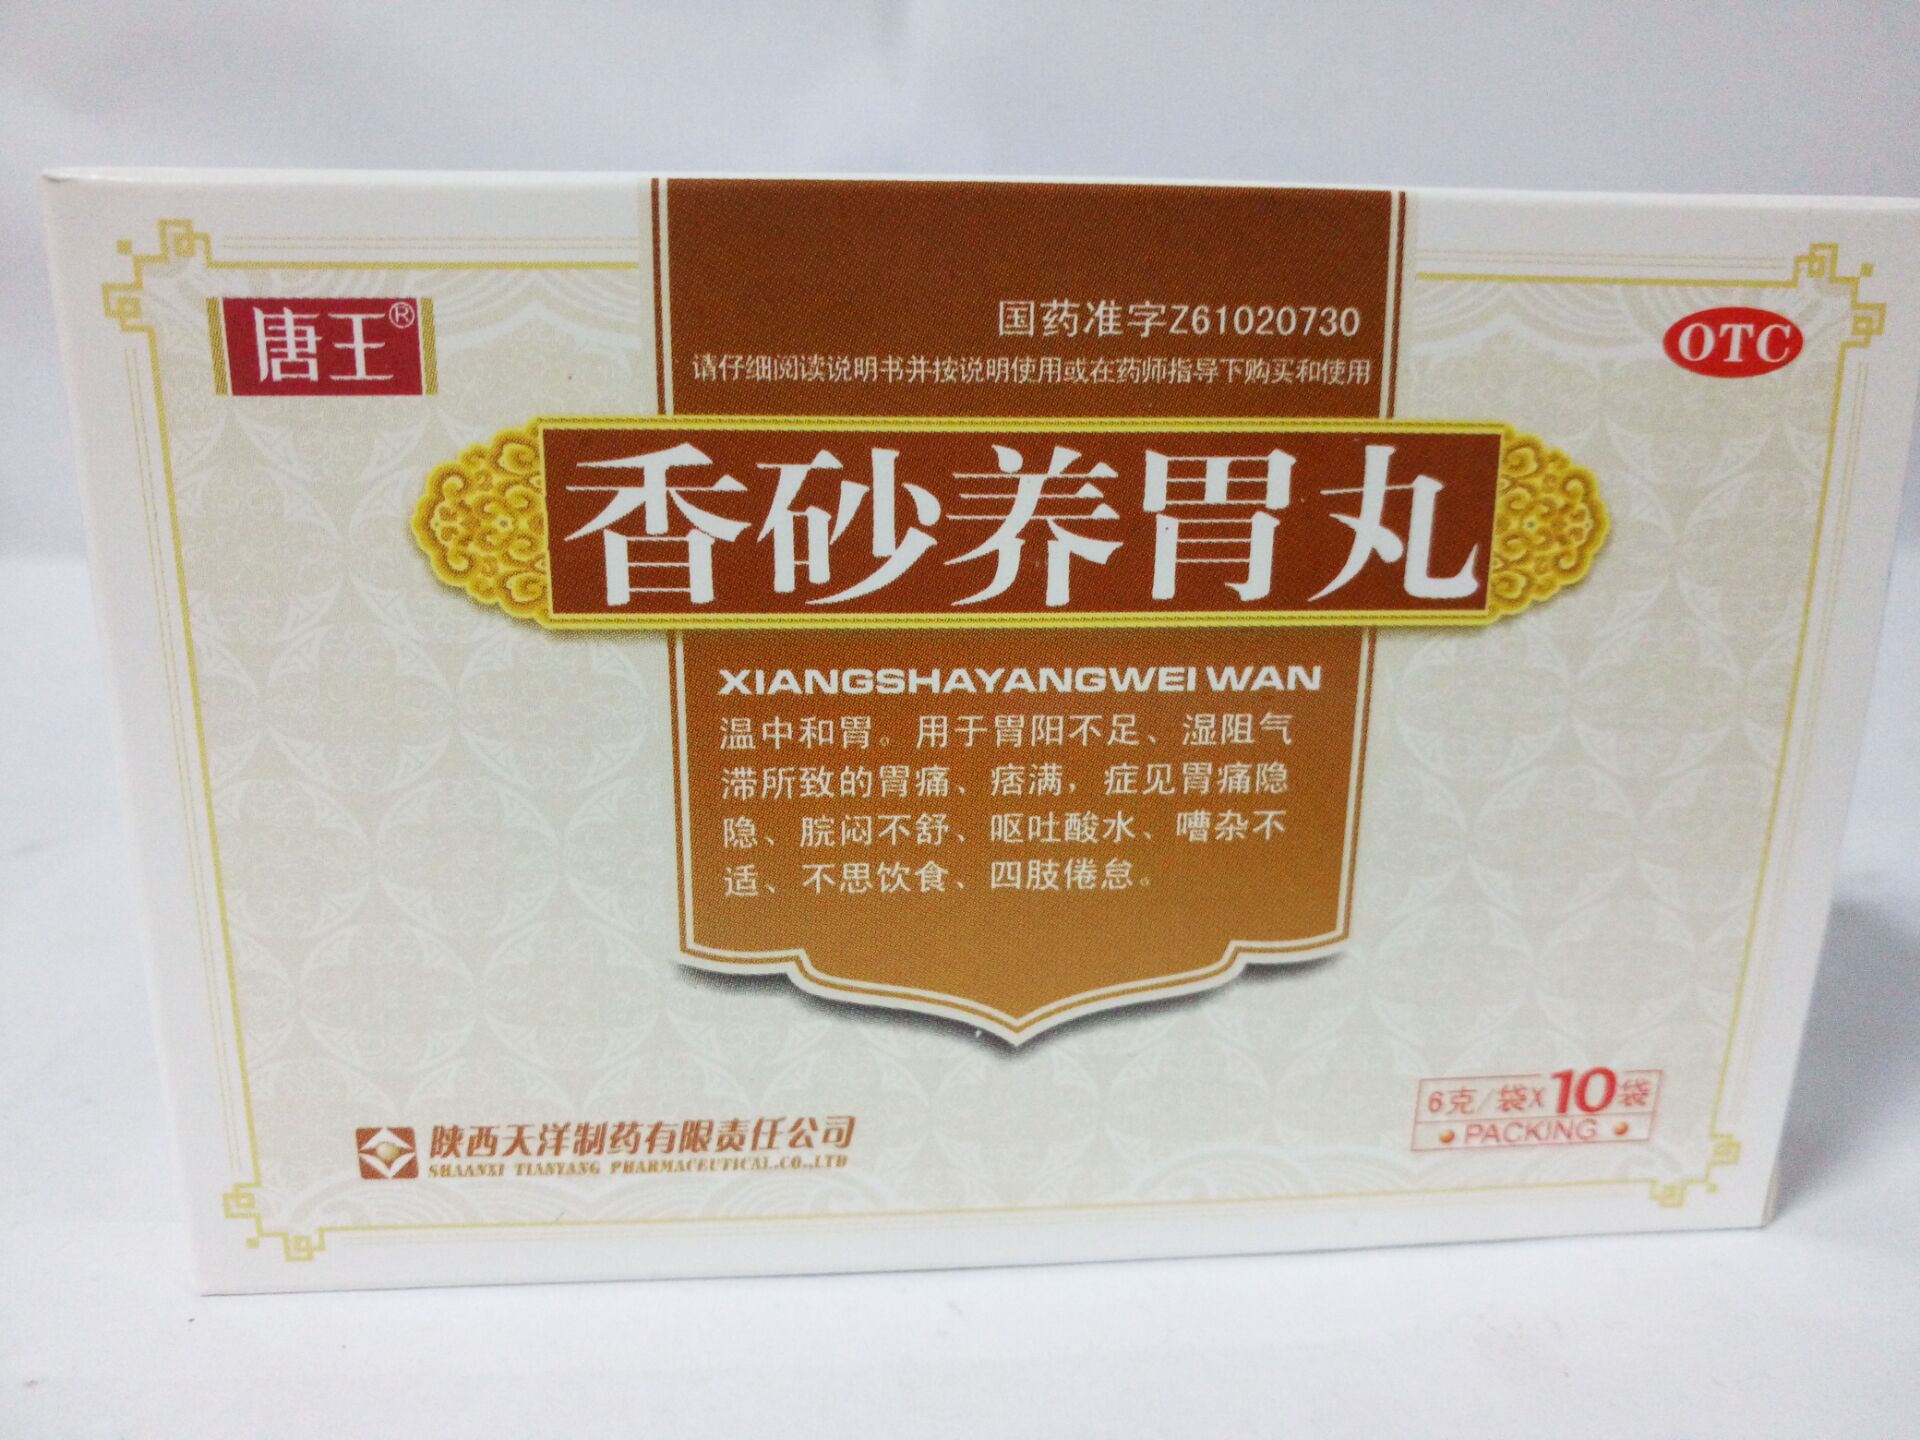 唐王®
国药准字Z61020730
OTC
请仔细阅读说明书并按说明使用或在药师指导下购买和使用
香砂养胃丸
XIANGSHAYANGWEI WAN
温中和胃。用于胃阳不足、湿阻气
滞所致的胃痛、痞满，症见胃痛隐
隐、脘闷不舒、呕吐酸水、嘈杂不
适、不思饮食、四肢倦怠。
6克/袋X10袋
PACKING
陕西天洋制药有限责任公司
SHAANXI TIANYANG PHARMACEUTICAL.CO.,LTD